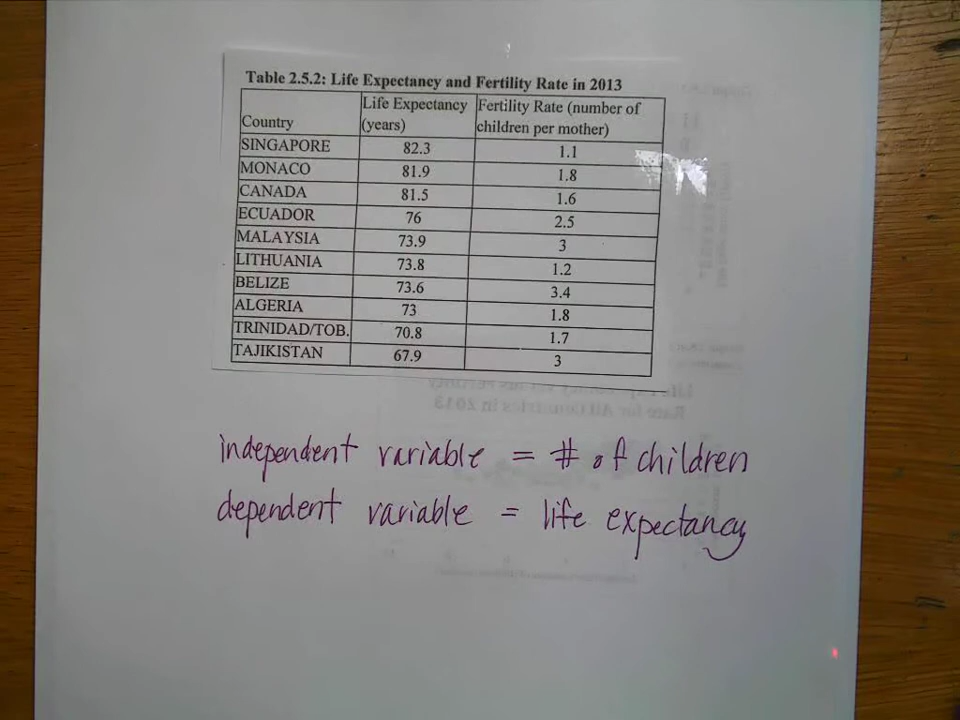 Table 2.5.2: Life Expectancy and Fertility Rate in 2013
Country Life Expectancy (years) Fertility Rate (number of children per mother)
SINGAPORE 82.3 1.1
MONACO 81.9 1.8
CANADA 81.5 1.6
ECUADOR 76 2.5
MALAYSIA 73.9 3
LITHUANIA 73.8 1.2
BELIZE 73.6 3.4
ALGERIA 73 1.8
TRINIDAD/TOB. 70.8 1.7
TAJIKISTAN 67.9 3
independent variable = # of children
dependent variable = life expectancy